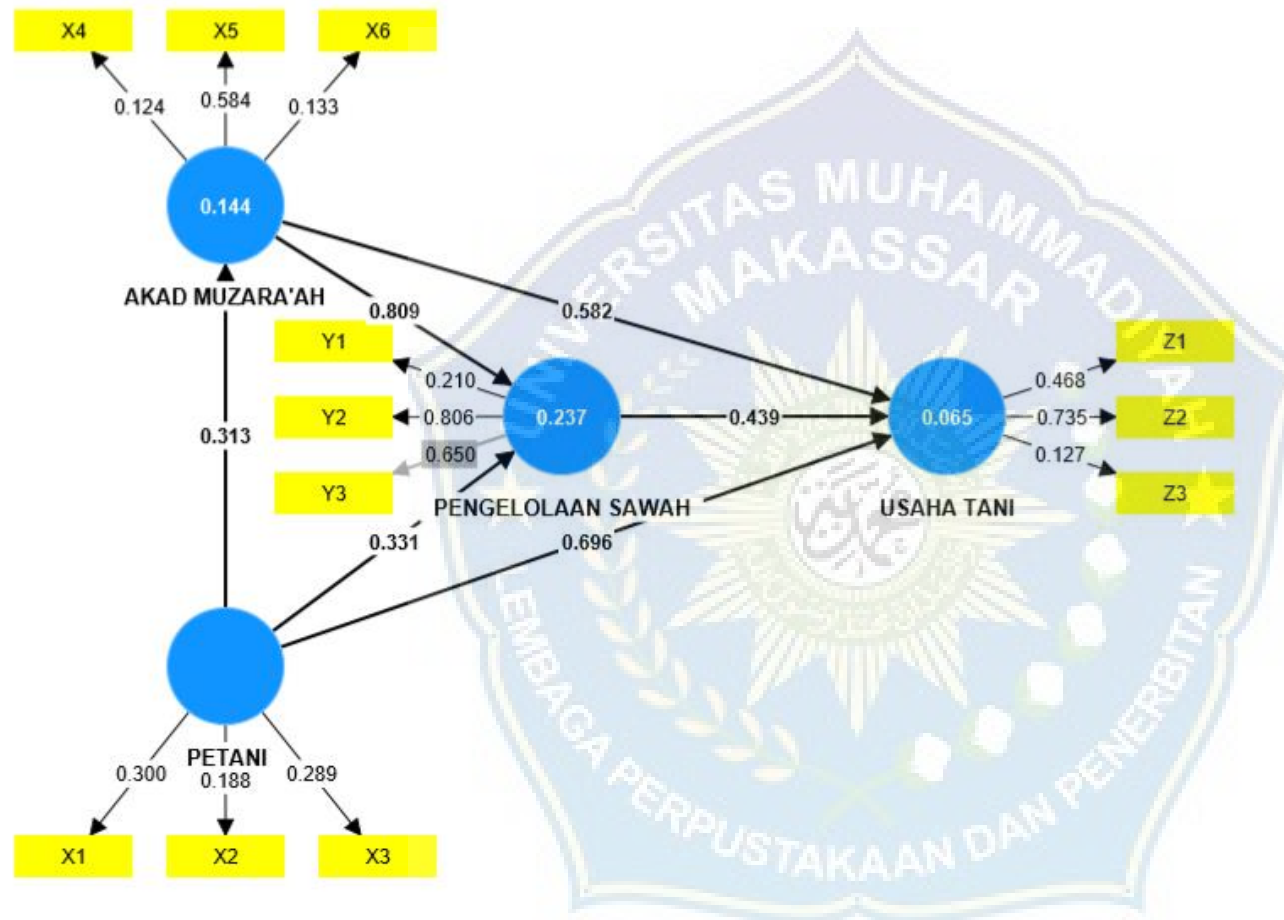 X4
X5
X6
0.124
0.584
0.133
0.144
AKAD MUZARA'AH
0.809
0.582
Y1
0.210
Y2
0.806
0.237
0.439
0.065
Z1
0.468
Z2
0.735
0.650
0.127
Y3
Z3
0.313
PENGELOLAAN SAWAH
USAHA TANI
0.331
0.696
PETANI
0.300
0.188
0.289
X1
X2
X3
UNIVERSITAS MUHAMMADIYAH
MAKASSAR
LEMBAGA PERPUSTAKAAN DAN PENERBITAN